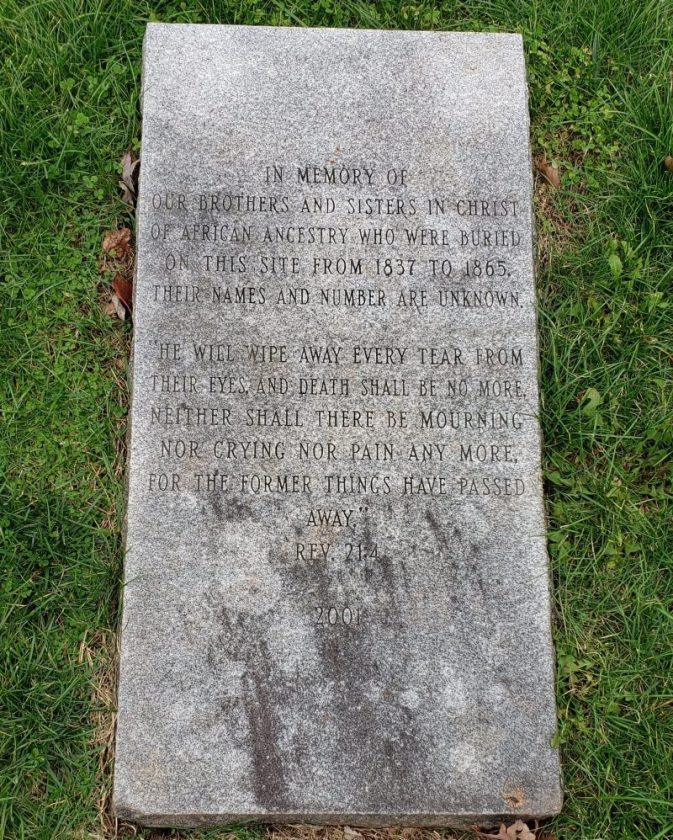 IN MEMORY OF
OUR BROTHERS AND SISTERS IN CHRIST
OF AFRICAN ANCESTRY WHO WERE BURIED
ON THIS SITE FROM 1837 TO 1865.
THEIR NAMES AND NUMBER ARE UNKNOWN.
"HE WILL WIPE AWAY EVERY TEAR FROM
THEIR EYES, AND DEATH SHALL BE NO MORE,
NEITHER SHALL THERE BE MOURNING
NOR CRYING NOR PAIN ANY MORE,
FOR THE FORMER THINGS HAVE PASSED
AWAY."
REV. 21:4
2001